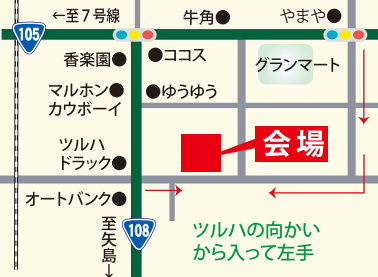 ←至７号線
牛角
やまや
105
香楽園
ココス
グランマート
マルホン
カウボーイ
ゆうゆう
ツルハ
ドラック
会場
オートバンク
至矢島→
108
ツルハの向かい
から入って左手